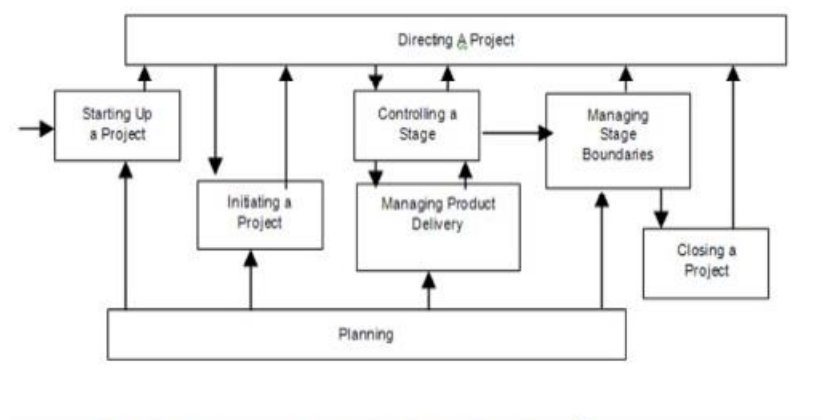 Directing A Project
Starting Up
a Project
Controlling a
Stage
Managing
Stage
Boundaries
Initiating a
Project
Managing Product
Delivery
Closing a
Project
Planning